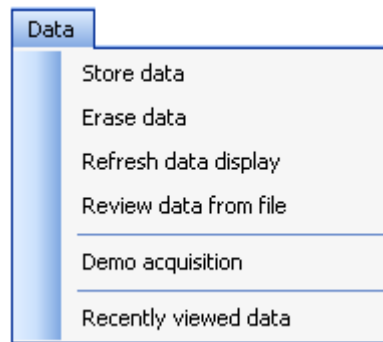 Data
Store data
Erase data
Refresh data display
Review data from file
Demo acquisition
Recently viewed data